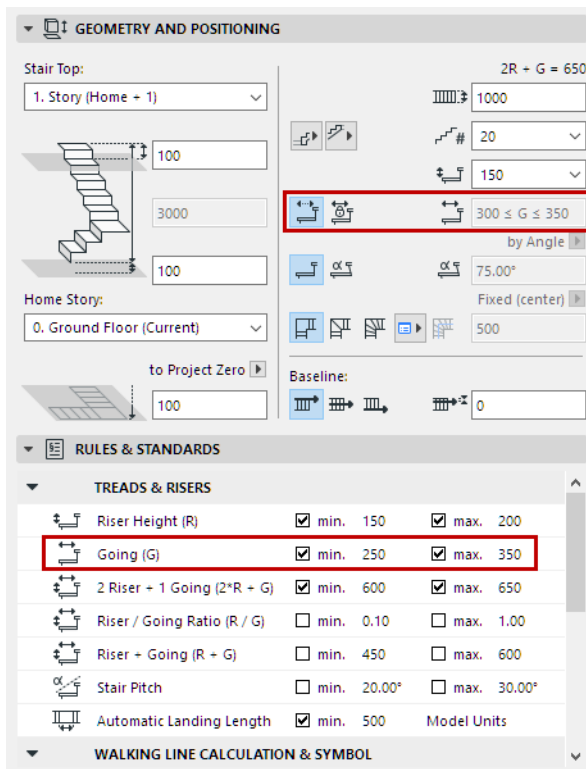 GEOMETRY AND POSITIONING
Stair Top:
2R + G = 650
1. Story (Home + 1)
1000
# 20
100
150
3000
300 ≤ G ≤ 350
by Angle
100
α
α 75.00°
Home Story:
Fixed (center)
0. Ground Floor (Current)
500
to Project Zero
Baseline:
100
0
RULES & STANDARDS
TREADS & RISERS
Riser Height (R) min. 150 max. 200
Going (G) min. 250 max. 350
2 Riser + 1 Going (2*R + G) min. 600 max. 650
Riser / Going Ratio (R / G) min. 0.10 max. 1.00
Riser + Going (R + G) min. 450 max. 600
α Stair Pitch min. 20.00° max. 30.00°
Automatic Landing Length min. 500 Model Units
WALKING LINE CALCULATION & SYMBOL